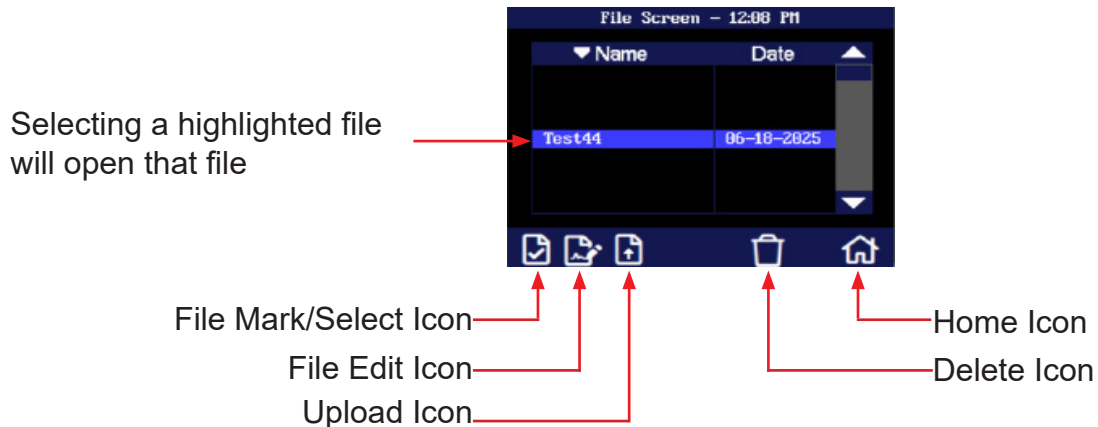 File Screen – 12:08 PM
Name Date
Selecting a highlighted file
will open that file
Test44 06-18-2025
File Mark/Select Icon
Home Icon
File Edit Icon
Delete Icon
Upload Icon